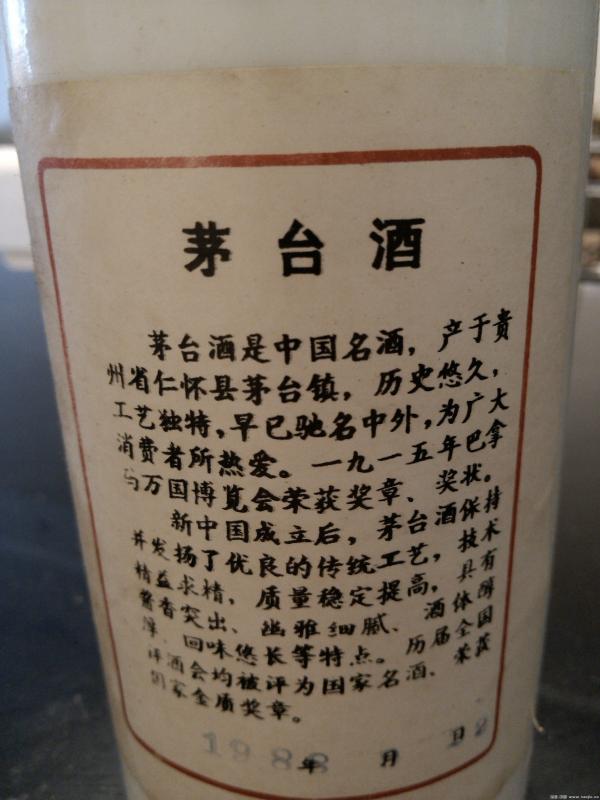 茅台酒
茅台酒是中国名酒，产于贵
州省仁怀县茅台镇，历史悠久，
工艺独特，早已驰名中外，为广大
消费者所热爱。一九一五年巴拿
马万国博览会荣获奖章、奖状。
新中国成立后，茅台酒保持
并发扬了优良的传统工艺，技术
精益求精，质量稳定提高，具有
酱香突出、幽雅细腻、酒体醇
厚、回味悠长等特点。历届全国
评酒会均被评为国家名酒、荣获
国家金质奖章。
1988年 月 日